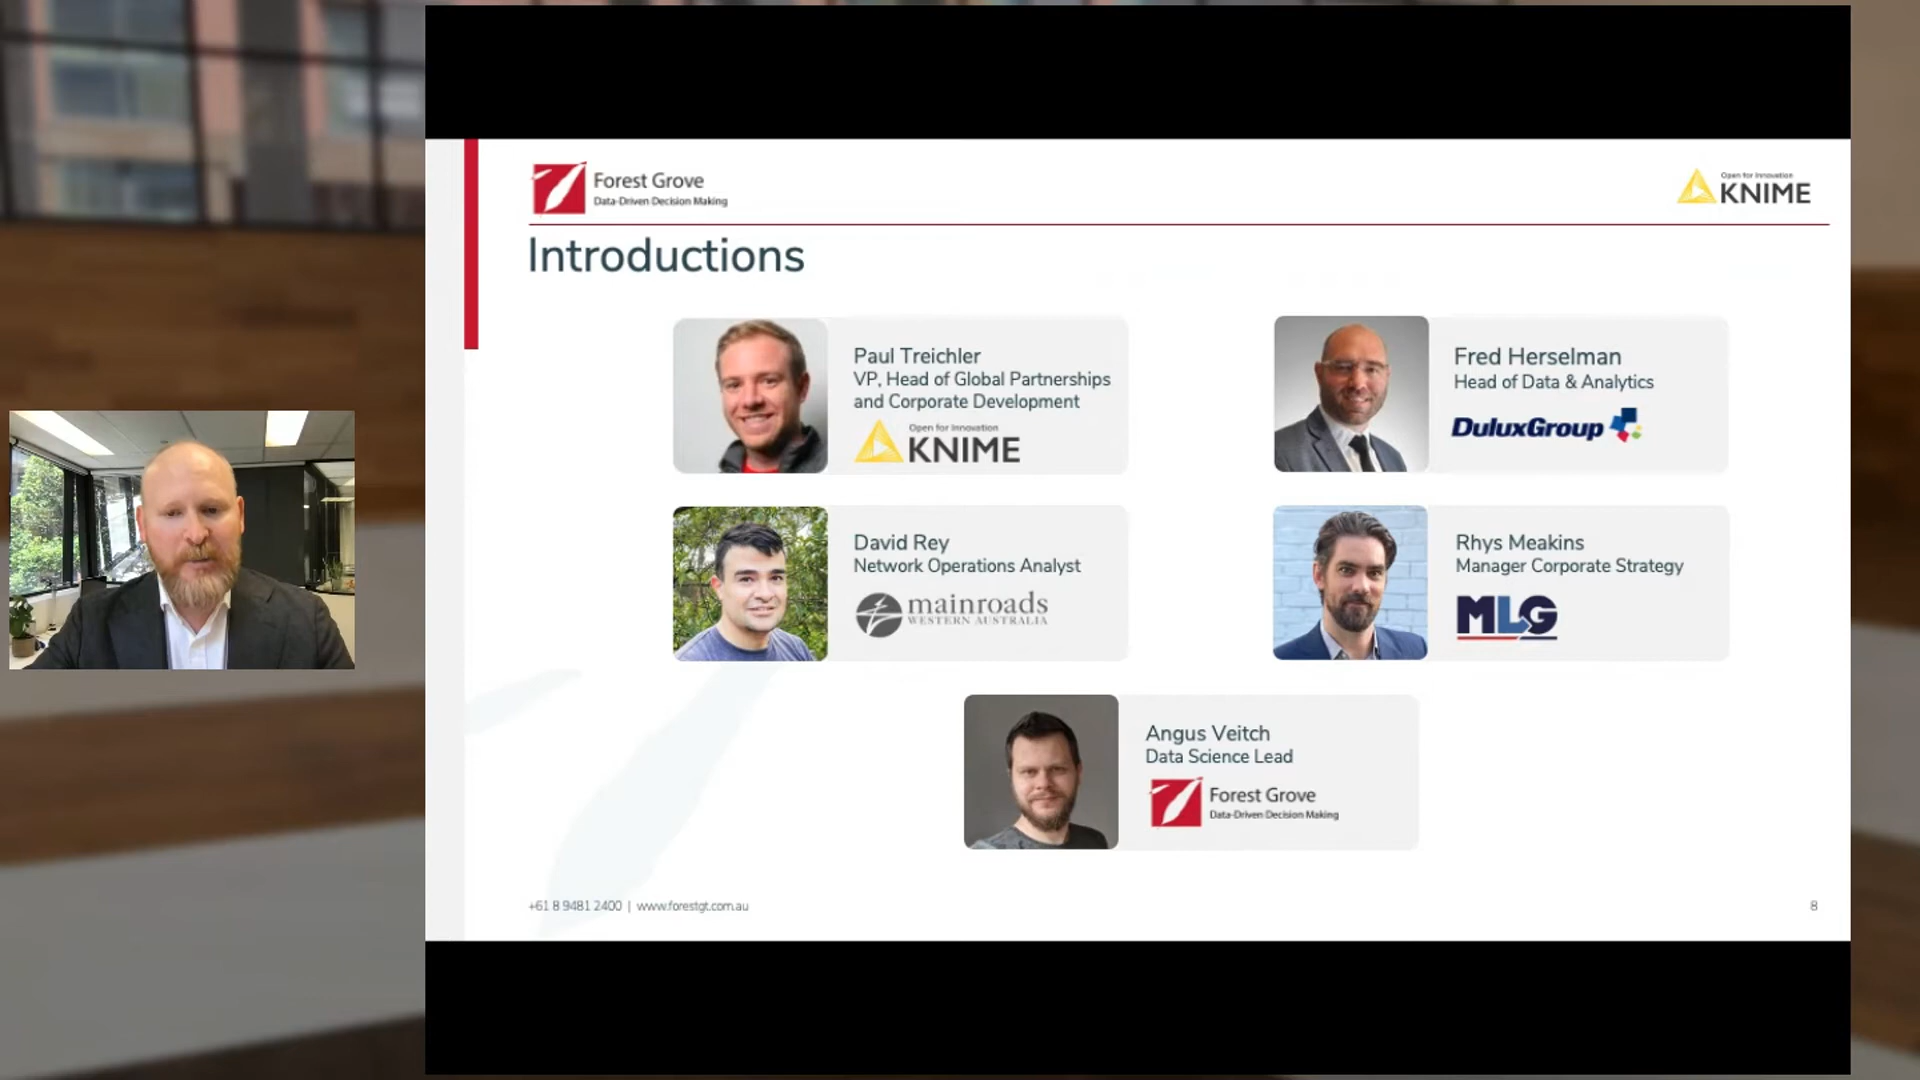 Forest Grove
Data-Driven Decision Making
Open for Innovation
KNIME
Introductions
Paul Treichler
VP, Head of Global Partnerships
and Corporate Development
Open for Innovation
KNIME
Fred Herselman
Head of Data & Analytics
DuluxGroup
David Rey
Network Operations Analyst
mainroads
WESTERN AUSTRALIA
Rhys Meakins
Manager Corporate Strategy
MLG
Angus Veitch
Data Science Lead
Forest Grove
Data-Driven Decision Making
+61 8 9481 2400 | www.forestgt.com.au
8